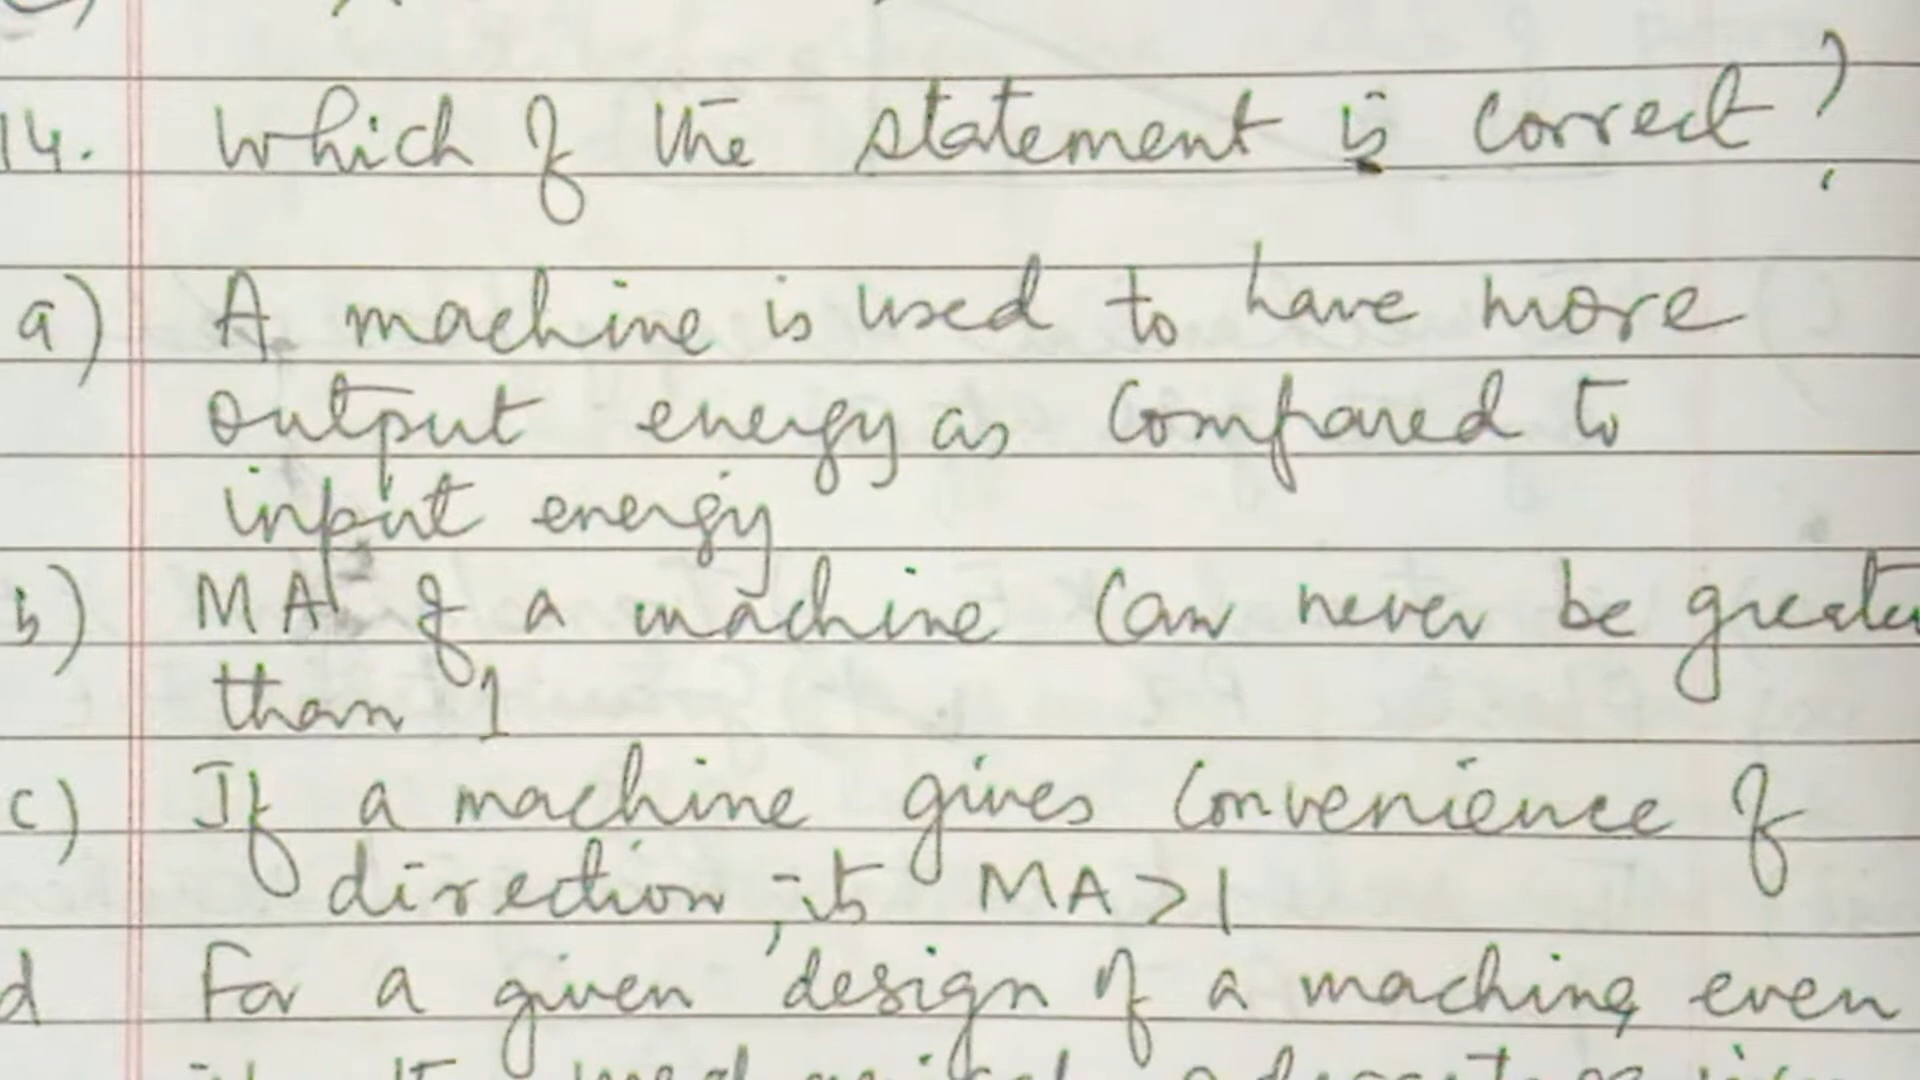 14. Which of the statement is correct?
a) A machine is used to have more
output energy as compared to
input energy
b) MA of a machine can never be greater
than 1
c) If a machine gives convenience of
direction, its MA > 1
d For a given design of a machine, even